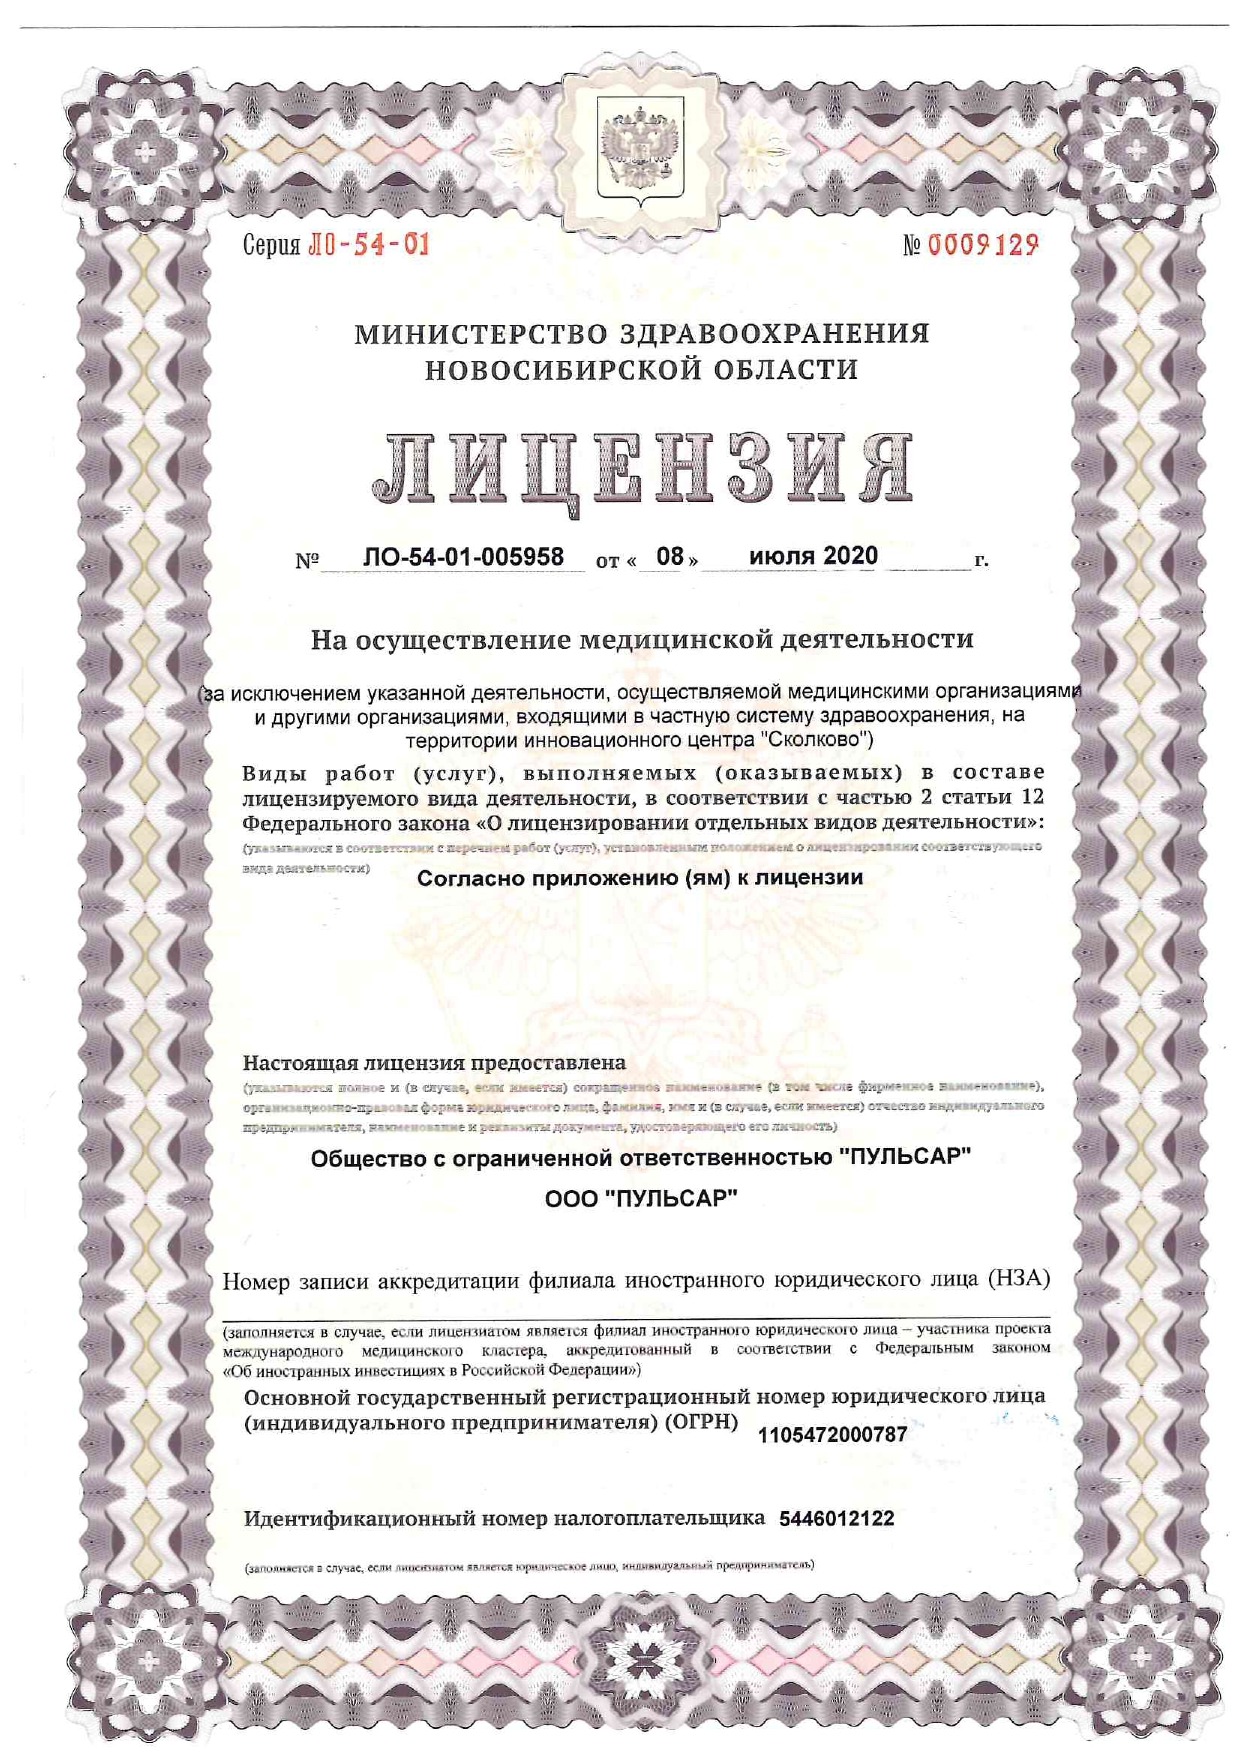 Серия ЛО-54-01
№ 0009129
МИНИСТЕРСТВО ЗДРАВООХРАНЕНИЯ
НОВОСИБИРСКОЙ ОБЛАСТИ
ЛИЦЕНЗИЯ
№ ЛО-54-01-005958 от « 08 » июля 2020 г.
На осуществление медицинской деятельности
(за исключением указанной деятельности, осуществляемой медицинскими организациями
и другими организациями, входящими в частную систему здравоохранения, на
территории инновационного центра "Сколково")
Виды работ (услуг), выполняемых (оказываемых) в составе
лицензируемого вида деятельности, в соответствии с частью 2 статьи 12
Федерального закона «О лицензировании отдельных видов деятельности»:
(указываются в соответствии с перечнем работ (услуг), установленным положением о лицензировании соответствующего
вида деятельности)
Согласно приложению (ям) к лицензии
Настоящая лицензия предоставлена
(указываются полное и (в случае, если имеется) сокращенное наименование (в том числе фирменное наименование),
организационно-правовая форма юридического лица, фамилия, имя и (в случае, если имеется) отчество индивидуального
предпринимателя, наименование и реквизиты документа, удостоверяющего его личность)
Общество с ограниченной ответственностью "ПУЛЬСАР"
ООО "ПУЛЬСАР"
Номер записи аккредитации филиала иностранного юридического лица (НЗА)
(заполняется в случае, если лицензиатом является филиал иностранного юридического лица – участника проекта
международного медицинского кластера, аккредитованный в соответствии с Федеральным законом
«Об иностранных инвестициях в Российской Федерации»)
Основной государственный регистрационный номер юридического лица
(индивидуального предпринимателя) (ОГРН) 1105472000787
Идентификационный номер налогоплательщика 5446012122
(заполняется в случае, если лицензиатом является юридическое лицо, индивидуальный предприниматель)